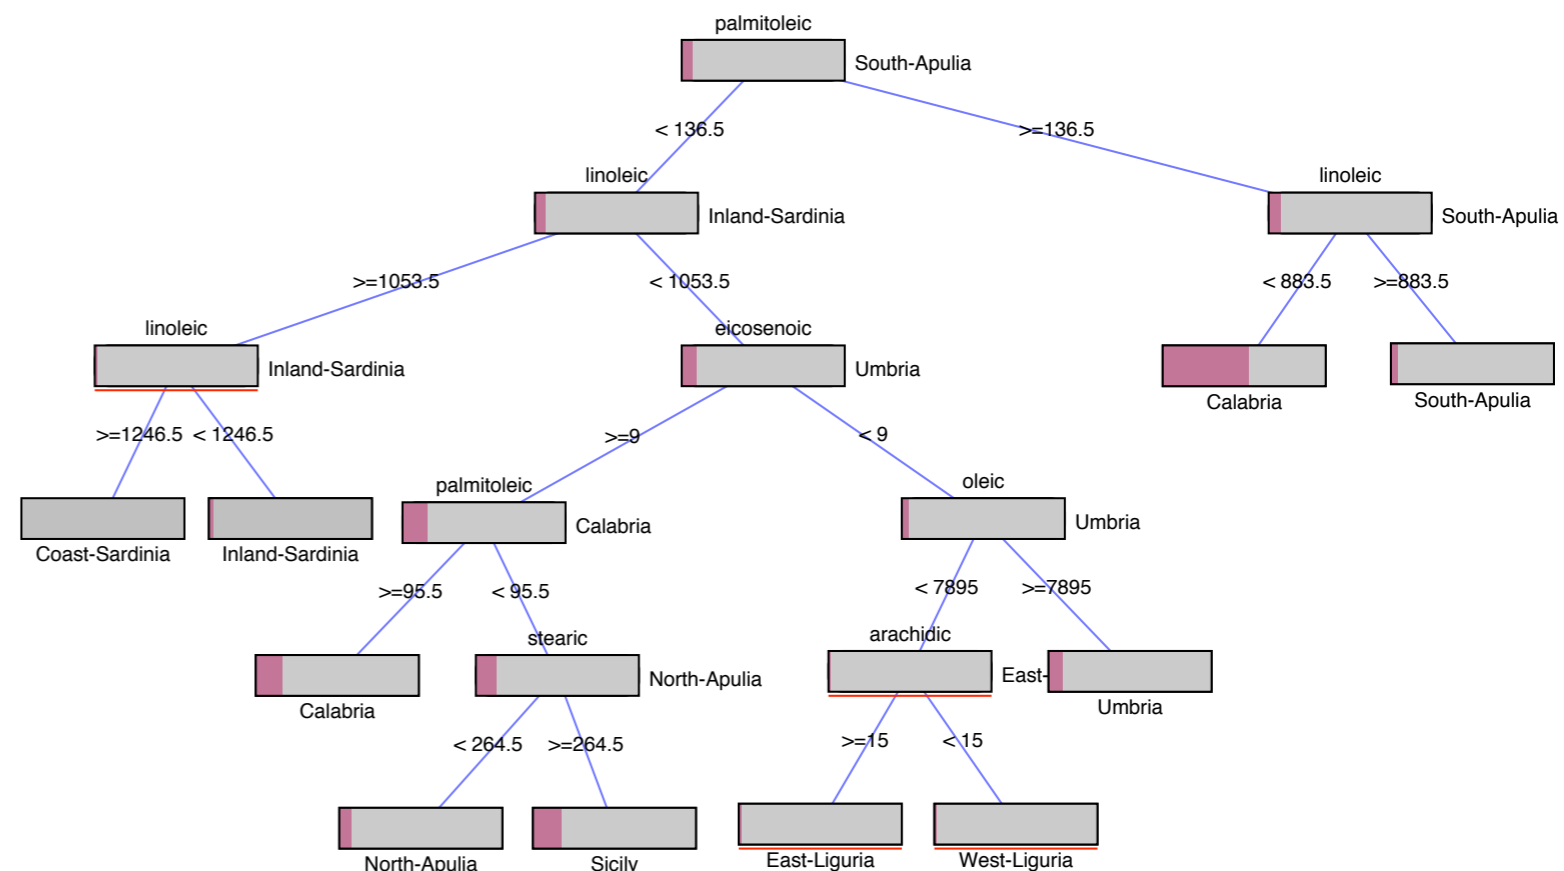 palmitoleic
South-Apulia
< 136.5
>=136.5
linoleic
Inland-Sardinia
linoleic
South-Apulia
>=1053.5
< 1053.5
< 883.5
>=883.5
linoleic
Inland-Sardinia
eicosenoic
Umbria
Calabria
South-Apulia
>=1246.5
< 1246.5
>=9
< 9
Coast-Sardinia
Inland-Sardinia
palmitoleic
Calabria
oleic
Umbria
>=95.5
< 95.5
< 7895
>=7895
Calabria
stearic
North-Apulia
arachidic
East-
Umbria
< 264.5
>=264.5
>=15
< 15
North-Apulia
Sicily
East-Liguria
West-Liguria